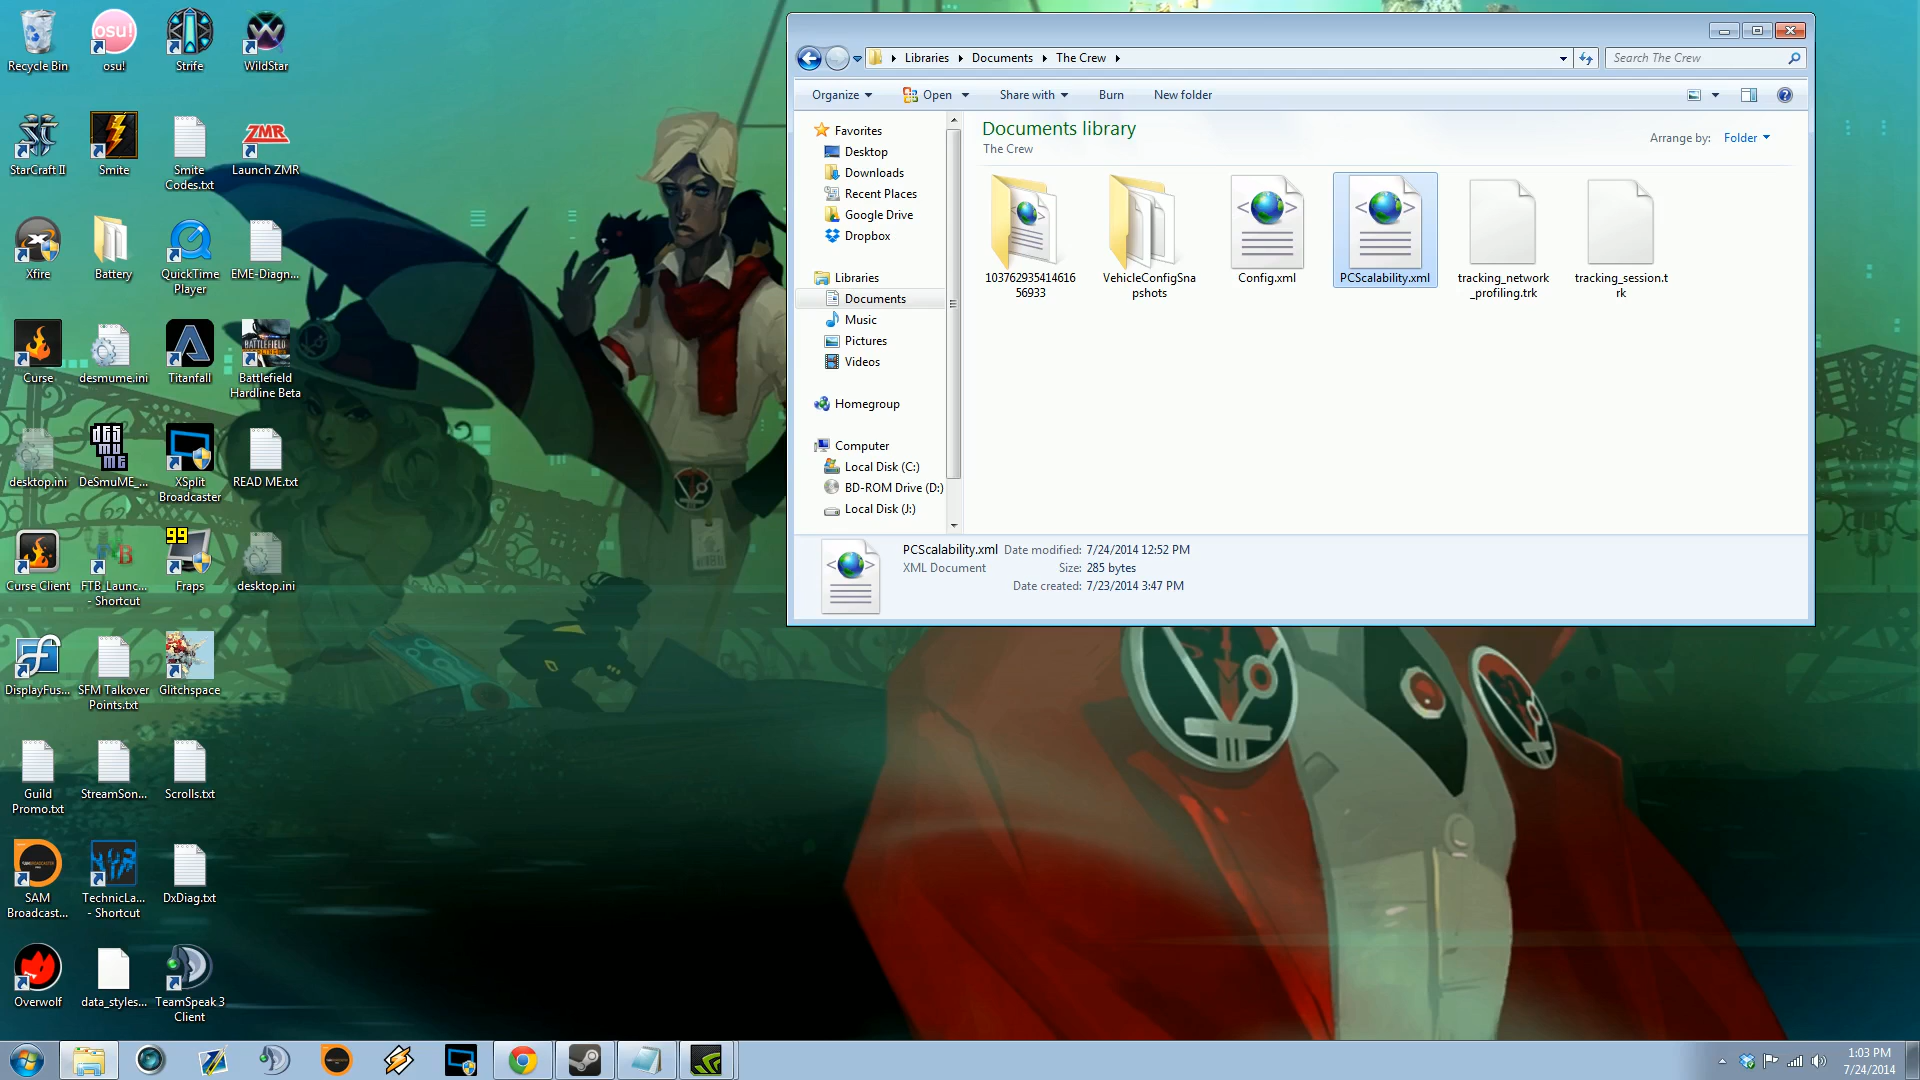 Recycle Bin
osu!
osu!
Strife
WildStar
StarCraft II
Smite
Smite
Codes.txt
ZMR
Launch ZMR
Xfire
Battery
QuickTime
Player
EME-Diagn...
Curse
desmume.ini
Titanfall
BATTLEFIELD
Battlefield
Hardline Beta
desktop.ini
DeSmuME_...
XSplit
Broadcaster
READ ME.txt
Curse Client
FTB_Launc...
- Shortcut
99
Fraps
desktop.ini
DisplayFus...
SFM Talkover
Points.txt
Glitchspace
Guild
Promo.txt
StreamSon...
Scrolls.txt
SAM
Broadcast...
TechnicLa...
- Shortcut
DxDiag.txt
Overwolf
data_styles...
TeamSpeak 3
Client
Libraries
Documents
The Crew
Search The Crew
Organize
Open
Share with
Burn
New folder
Favorites
Desktop
Downloads
Recent Places
Google Drive
Dropbox
Libraries
Documents
Music
Pictures
Videos
Homegroup
Computer
Local Disk (C:)
BD-ROM Drive (D:)
Local Disk (J:)
Documents library
The Crew
Arrange by: Folder
103762935414616
56933
VehicleConfigSna
pshots
Config.xml
PCScalability.xml
tracking_network
_profiling.trk
tracking_session.t
rk
PCScalability.xml Date modified: 7/24/2014 12:52 PM
XML Document Size: 285 bytes
Date created: 7/23/2014 3:47 PM
1:03 PM
7/24/2014